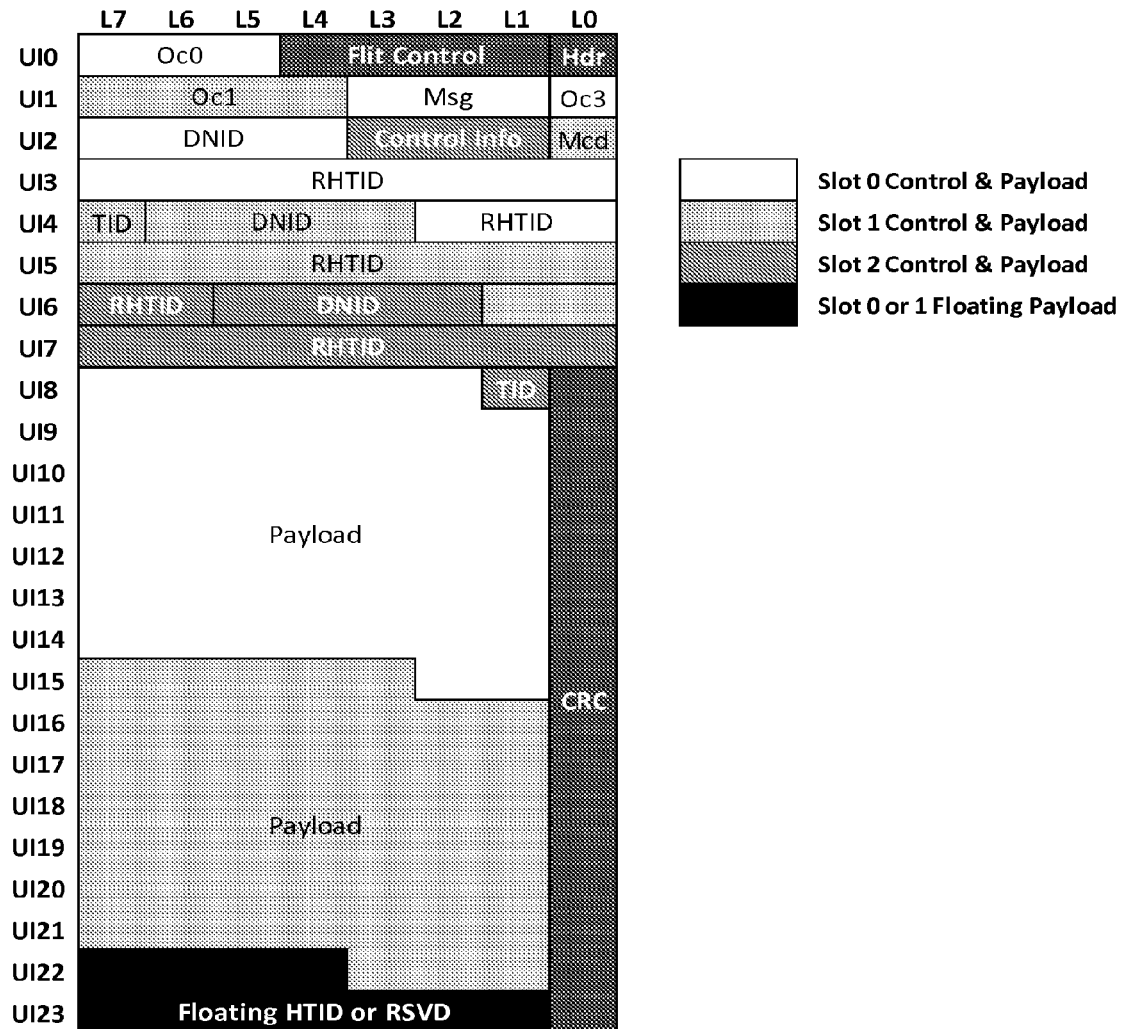 L7 L6 L5 L4 L3 L2 L1 L0
UI0 Oc0 Flit Control Hdr
UI1 Oc1 Msg Oc3
UI2 DNID Control Info Mcd
UI3 RHTID
UI4 TID DNID RHTID
UI5 RHTID
UI6 RHTID DNID
UI7 RHTID
UI8 TID
UI9
UI10
UI11
UI12 Payload
UI13
UI14
UI15
UI16 CRC
UI17
UI18
UI19 Payload
UI20
UI21
UI22
UI23 Floating HTID or RSVD
Slot 0 Control & Payload
Slot 1 Control & Payload
Slot 2 Control & Payload
Slot 0 or 1 Floating Payload